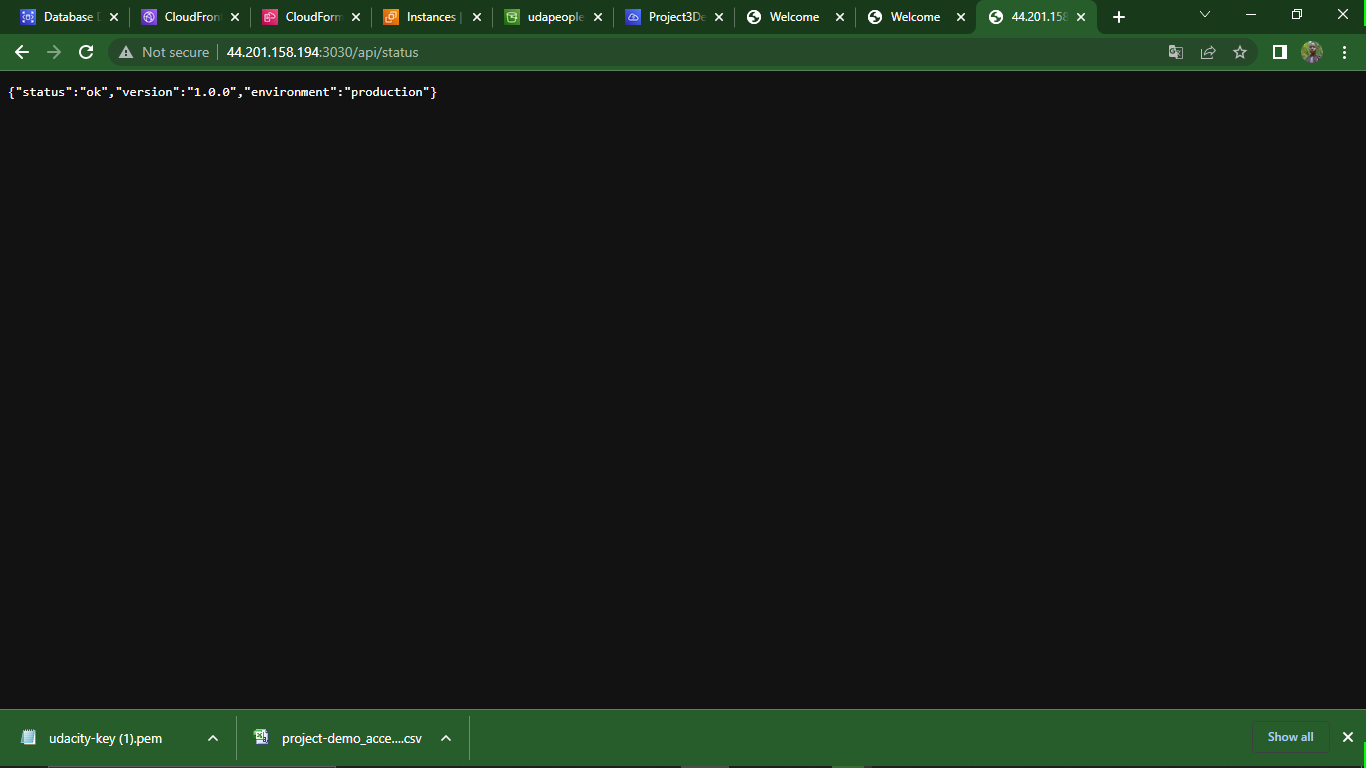 Database D
CloudFron
CloudForm
Instances |
udapeople
Project3De
Welcome
Welcome
44.201.158
Not secure
44.201.158.194:3030/api/status
{"status":"ok","version":"1.0.0","environment":"production"}
udacity-key (1).pem
project-demo_acce....csv
Show all